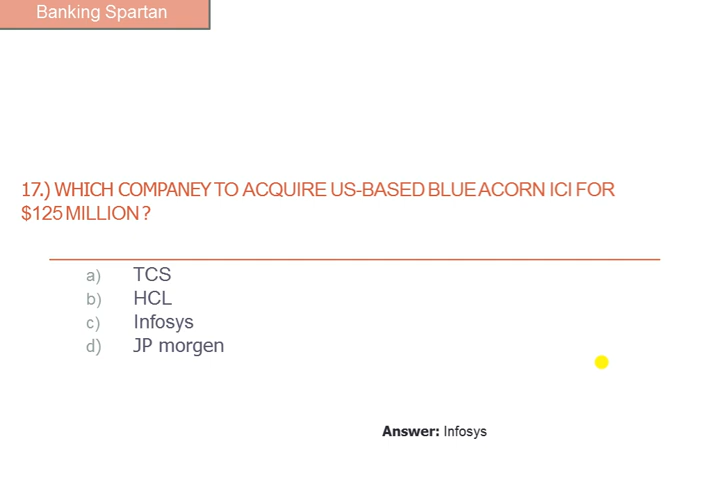 Banking Spartan
17.) WHICH COMPANEY TO ACQUIRE US-BASED BLUE ACORN ICI FOR
$125 MILLION ?
a) TCS
b) HCL
c) Infosys
d) JP morgen
Answer: Infosys